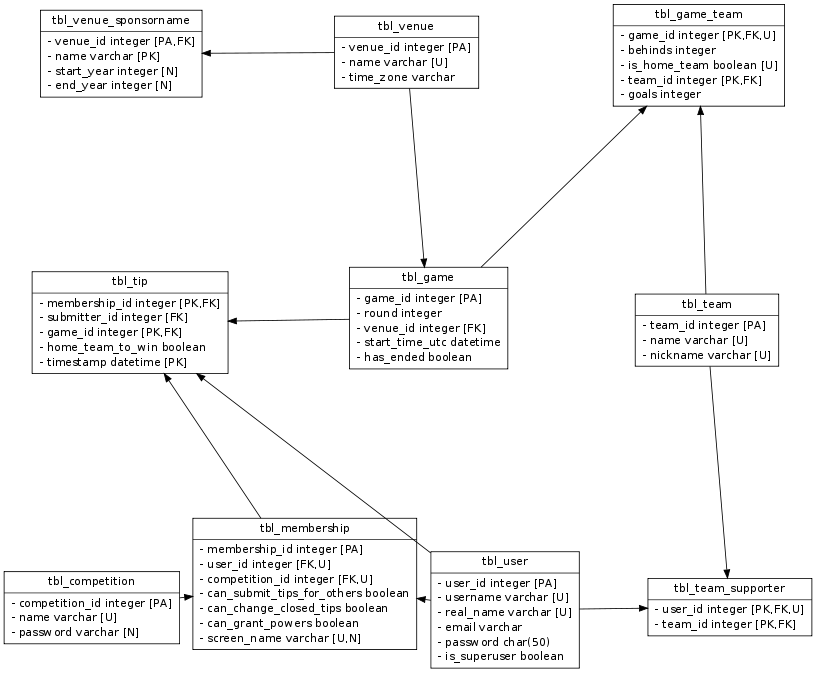 tbl_venue_sponsorname
- venue_id integer [PA,FK]
- name varchar [PK]
- start_year integer [N]
- end_year integer [N]
tbl_venue
- venue_id integer [PA]
- name varchar [U]
- time_zone varchar
tbl_game_team
- game_id integer [PK,FK,U]
- behinds integer
- is_home_team boolean [U]
- team_id integer [PK,FK]
- goals integer
tbl_tip
- membership_id integer [PK,FK]
- submitter_id integer [FK]
- game_id integer [PK,FK]
- home_team_to_win boolean
- timestamp datetime [PK]
tbl_game
- game_id integer [PA]
- round integer
- venue_id integer [FK]
- start_time_utc datetime
- has_ended boolean
tbl_team
- team_id integer [PA]
- name varchar [U]
- nickname varchar [U]
tbl_competition
- competition_id integer [PA]
- name varchar [U]
- password varchar [N]
tbl_membership
- membership_id integer [PA]
- user_id integer [FK,U]
- competition_id integer [FK,U]
- can_submit_tips_for_others boolean
- can_change_closed_tips boolean
- can_grant_powers boolean
- screen_name varchar [U,N]
tbl_user
- user_id integer [PA]
- username varchar [U]
- real_name varchar [U]
- email varchar
- password char(50)
- is_superuser boolean
tbl_team_supporter
- user_id integer [PK,FK,U]
- team_id integer [PK,FK]